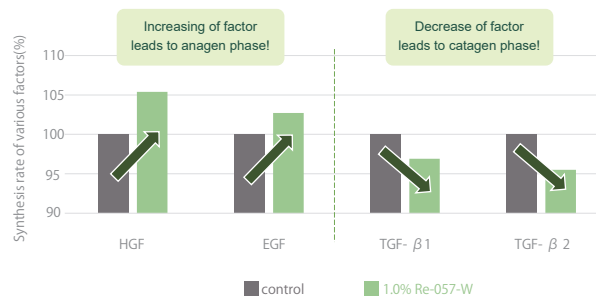 Increasing of factor
leads to anagen phase!
Decrease of factor
leads to catagen phase!
Synthesis rate of various factors(%)
110
105
100
95
90
HGF
EGF
TGF- β 1
TGF- β 2
control
1.0% Re-057-W